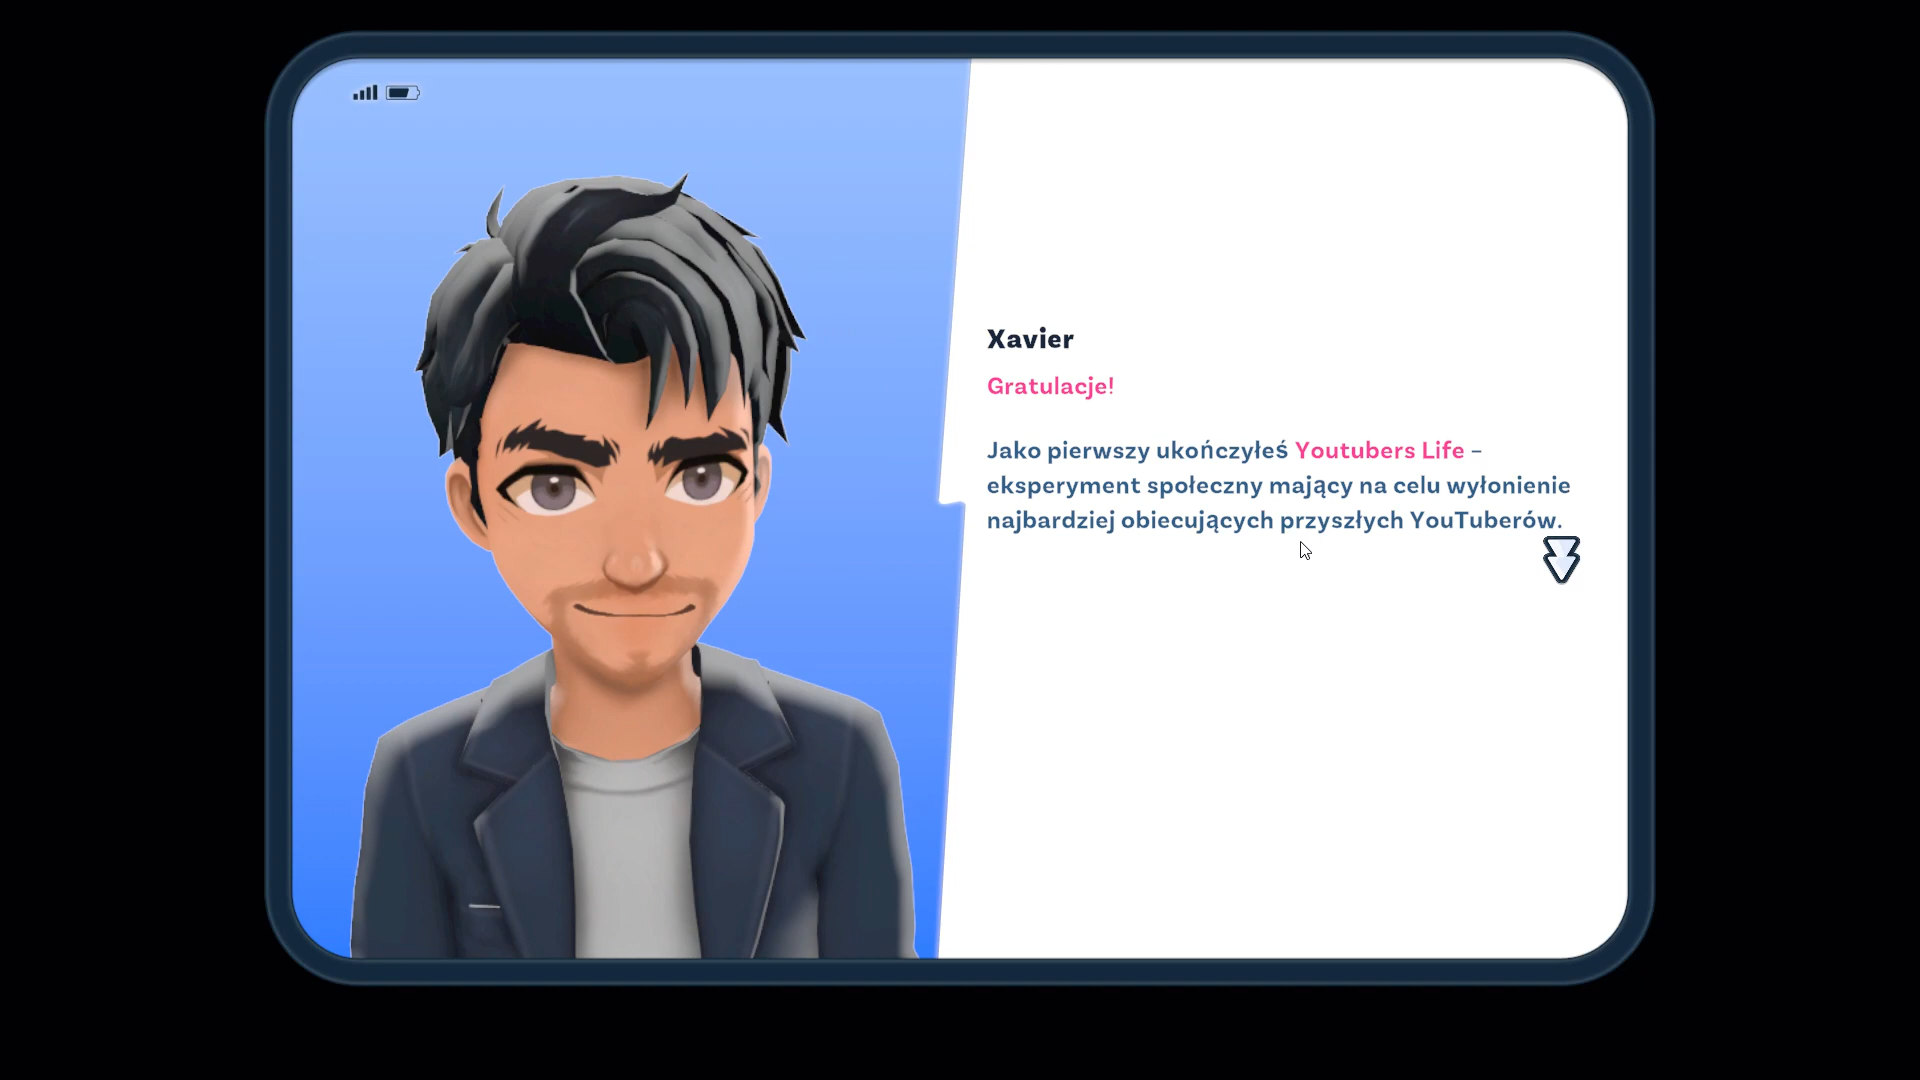 Xavier
Gratulacje!
Jako pierwszy ukończyłeś Youtubers Life –
eksperyment społeczny mający na celu wyłonienie
najbardziej obiecujących przyszłych YouTuberów.